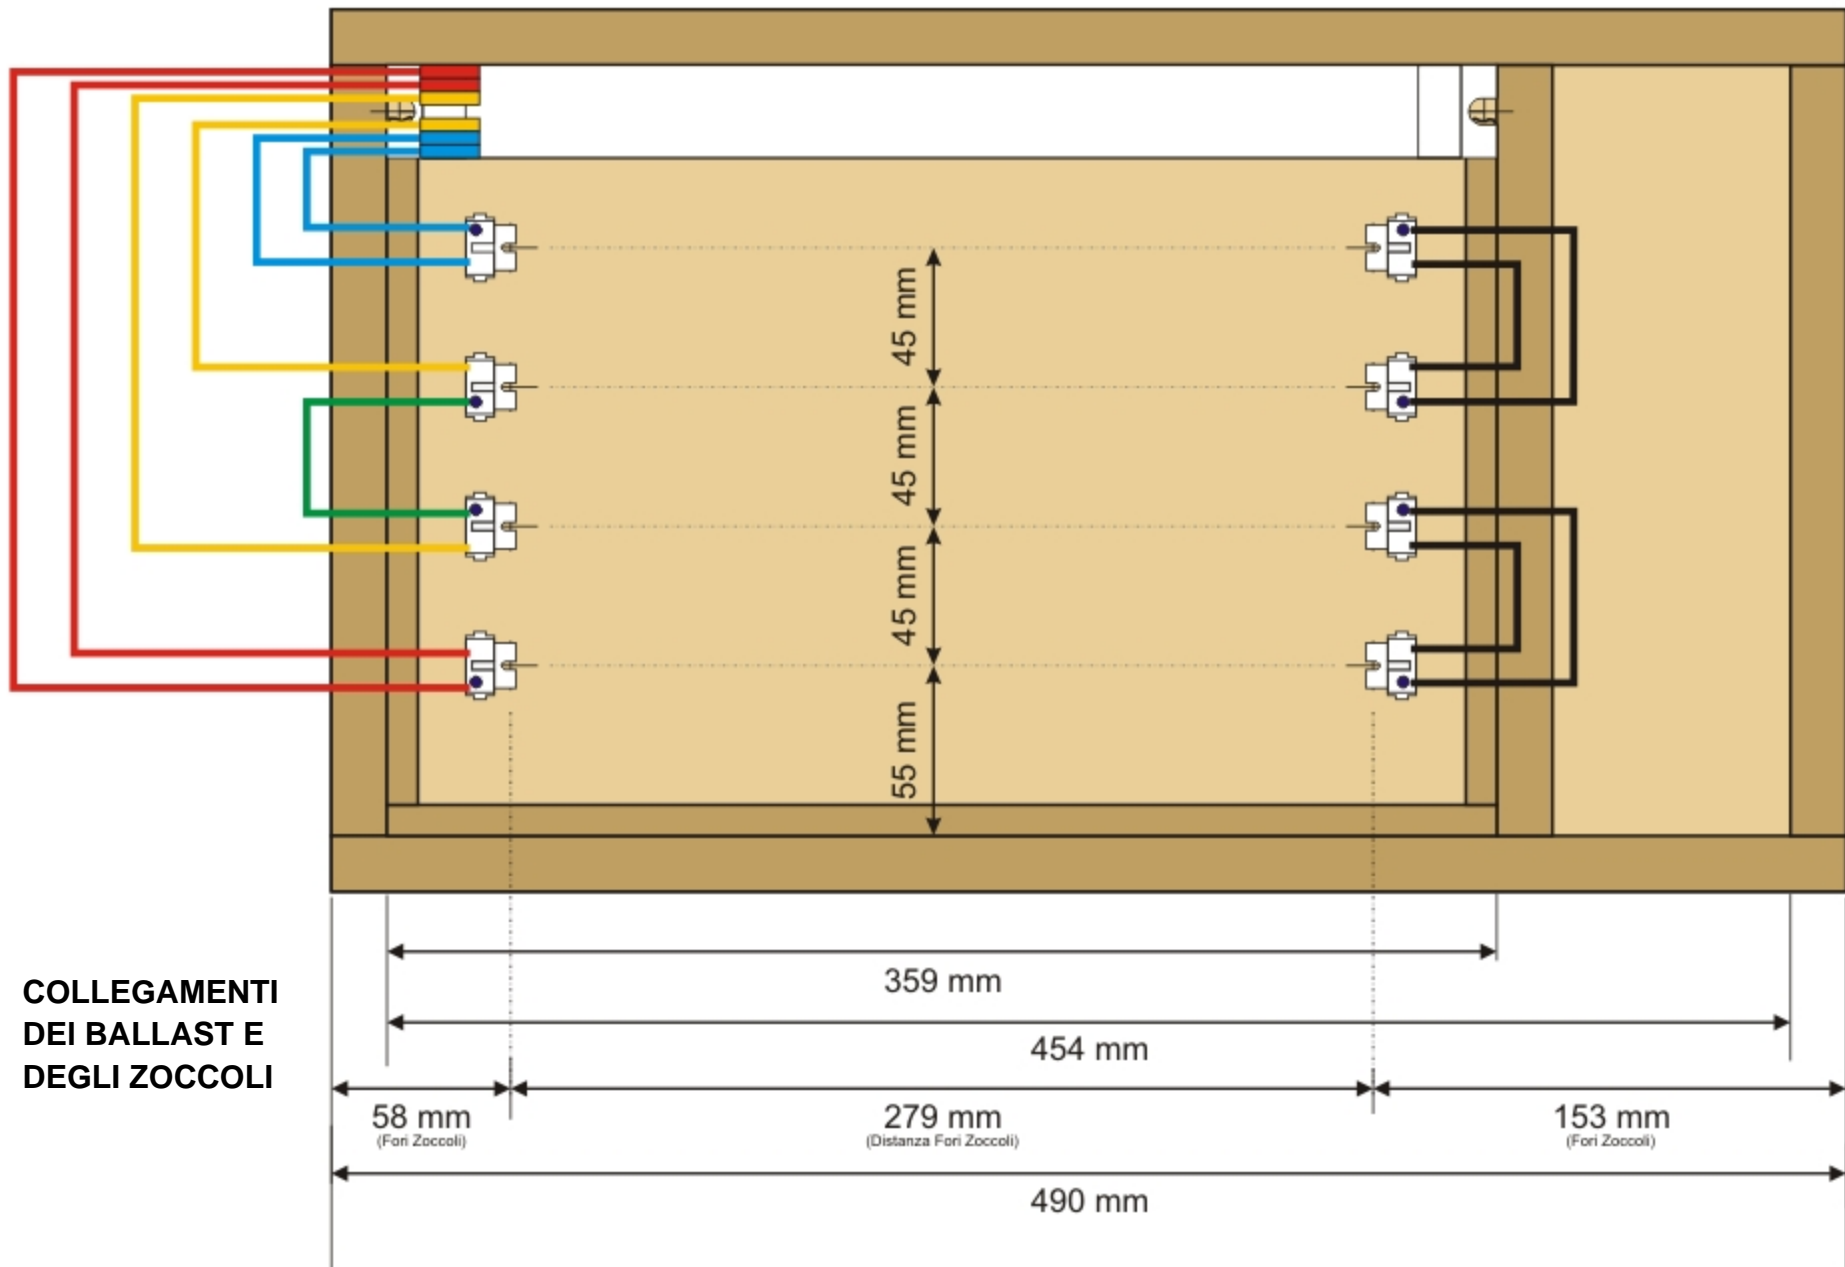 45 mm
45 mm
45 mm
55 mm
359 mm
COLLEGAMENTI
DEI BALLAST E
DEGLI ZOCCOLI
454 mm
58 mm
(Fori Zoccoli)
279 mm
(Distanza Fori Zoccoli)
153 mm
(Fori Zoccoli)
490 mm